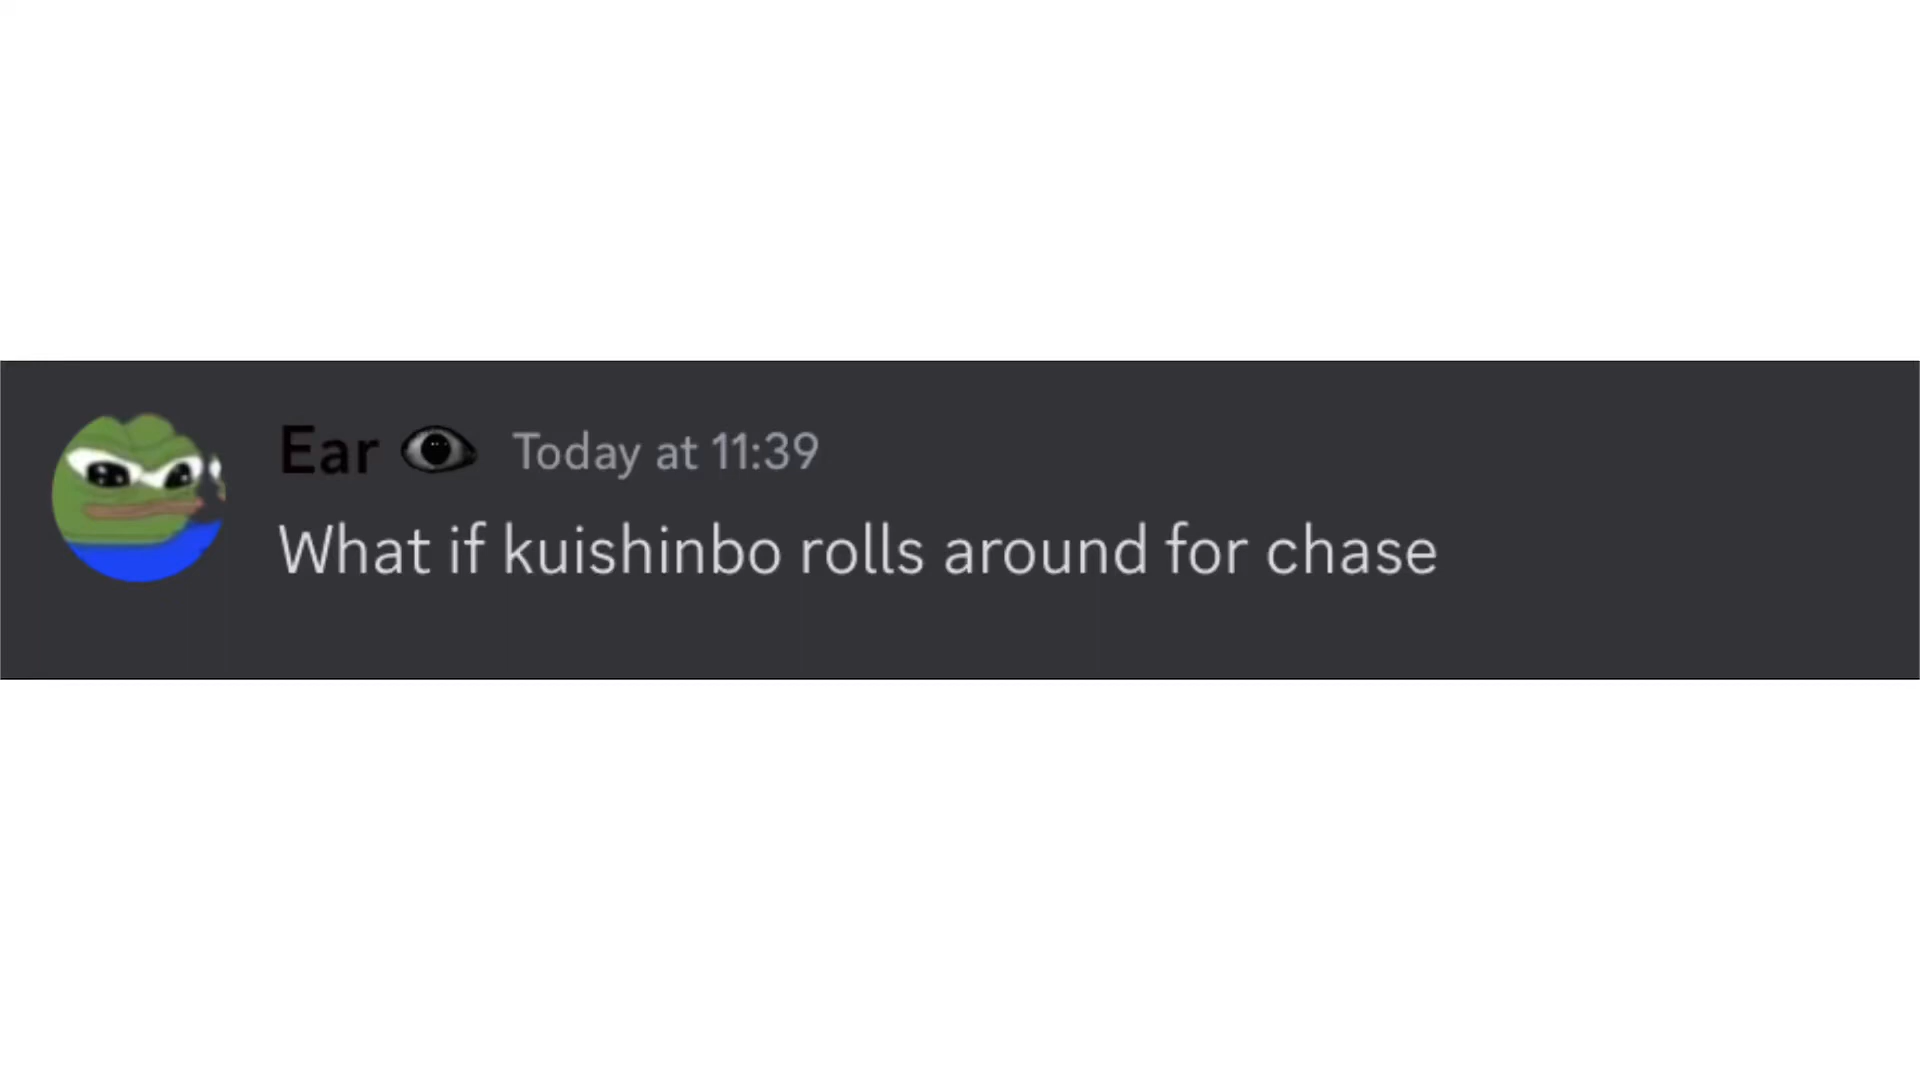 Ear 👁 Today at 11:39
What if kuishinbo rolls around for chase